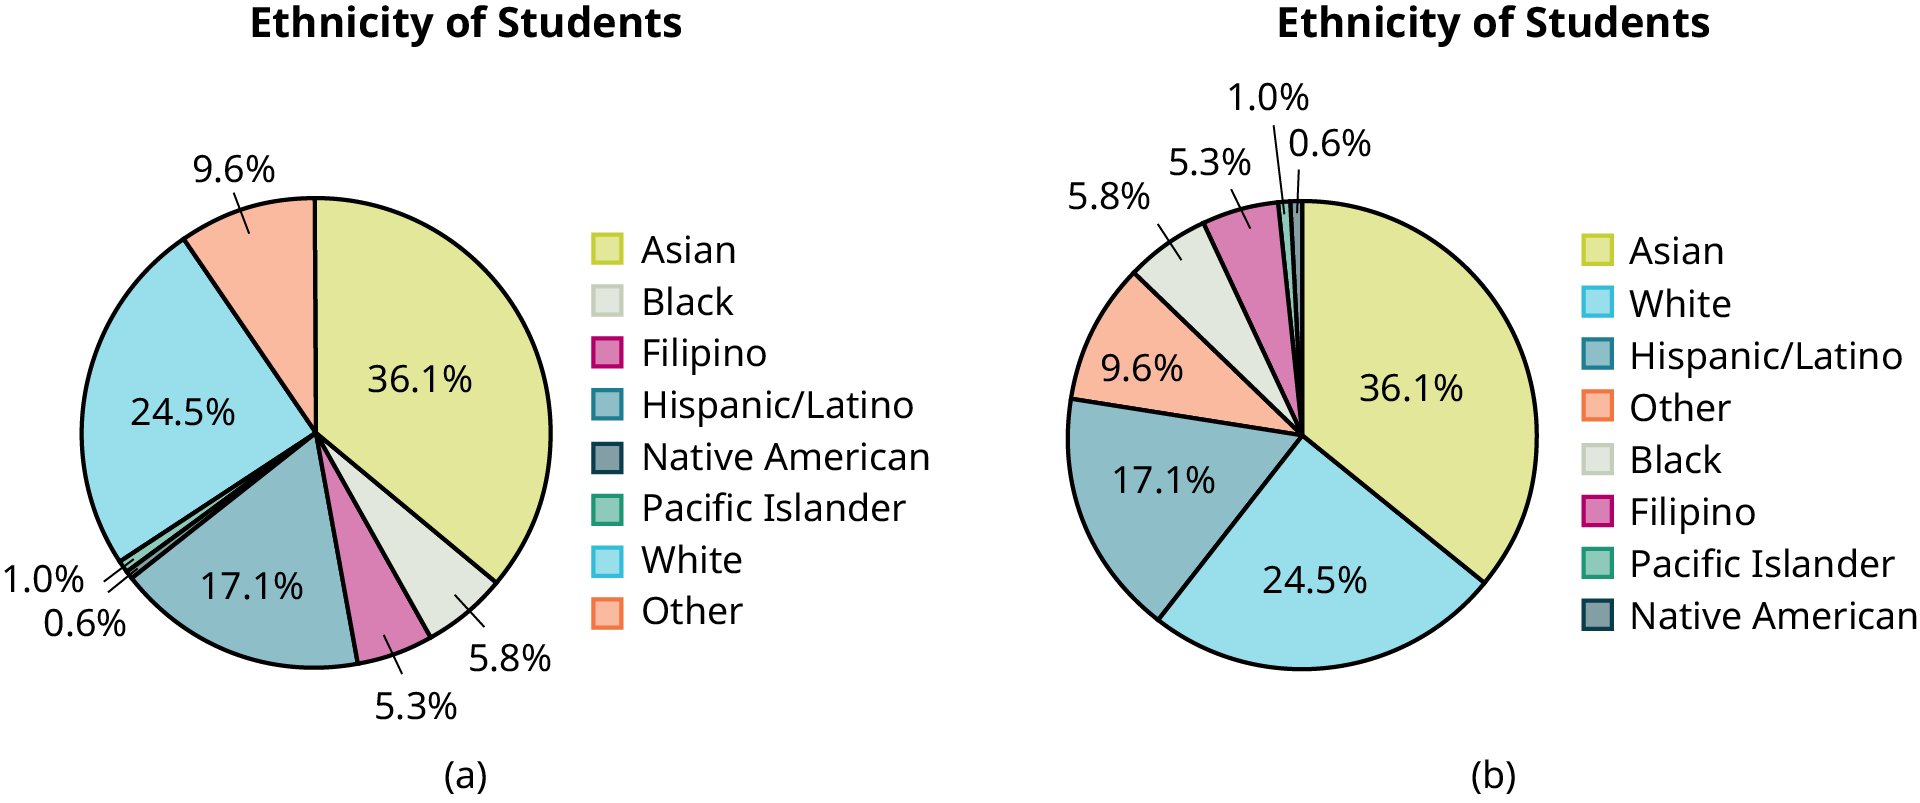 Ethnicity of Students
9.6%
36.1%
24.5%
1.0%
0.6%
17.1%
5.3%
5.8%
Asian
Black
Filipino
Hispanic/Latino
Native American
Pacific Islander
White
Other
(a)
Ethnicity of Students
1.0%
0.6%
5.3%
5.8%
9.6%
36.1%
17.1%
24.5%
Asian
White
Hispanic/Latino
Other
Black
Filipino
Pacific Islander
Native American
(b)